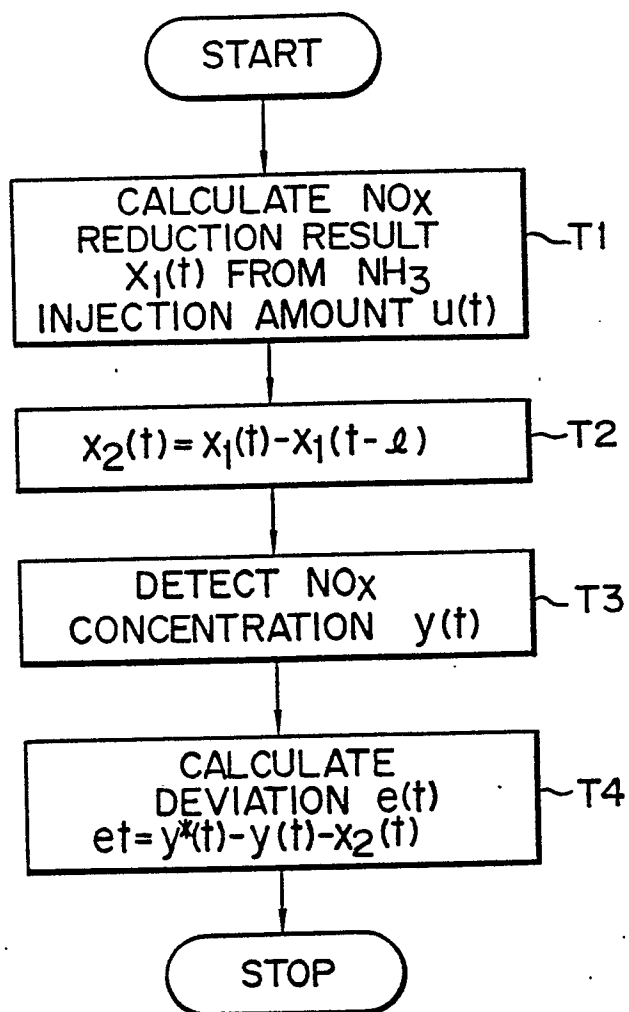 START
CALCULATE NOx
REDUCTION RESULT
x₁(t) FROM NH₃
INJECTION AMOUNT u(t)
T1
x₂(t)=x₁(t)-x₁(t-ℓ)
T2
DETECT NOx
CONCENTRATION y(t)
T3
CALCULATE
DEVIATION e(t)
et=y*(t)-y(t)-x₂(t)
T4
STOP